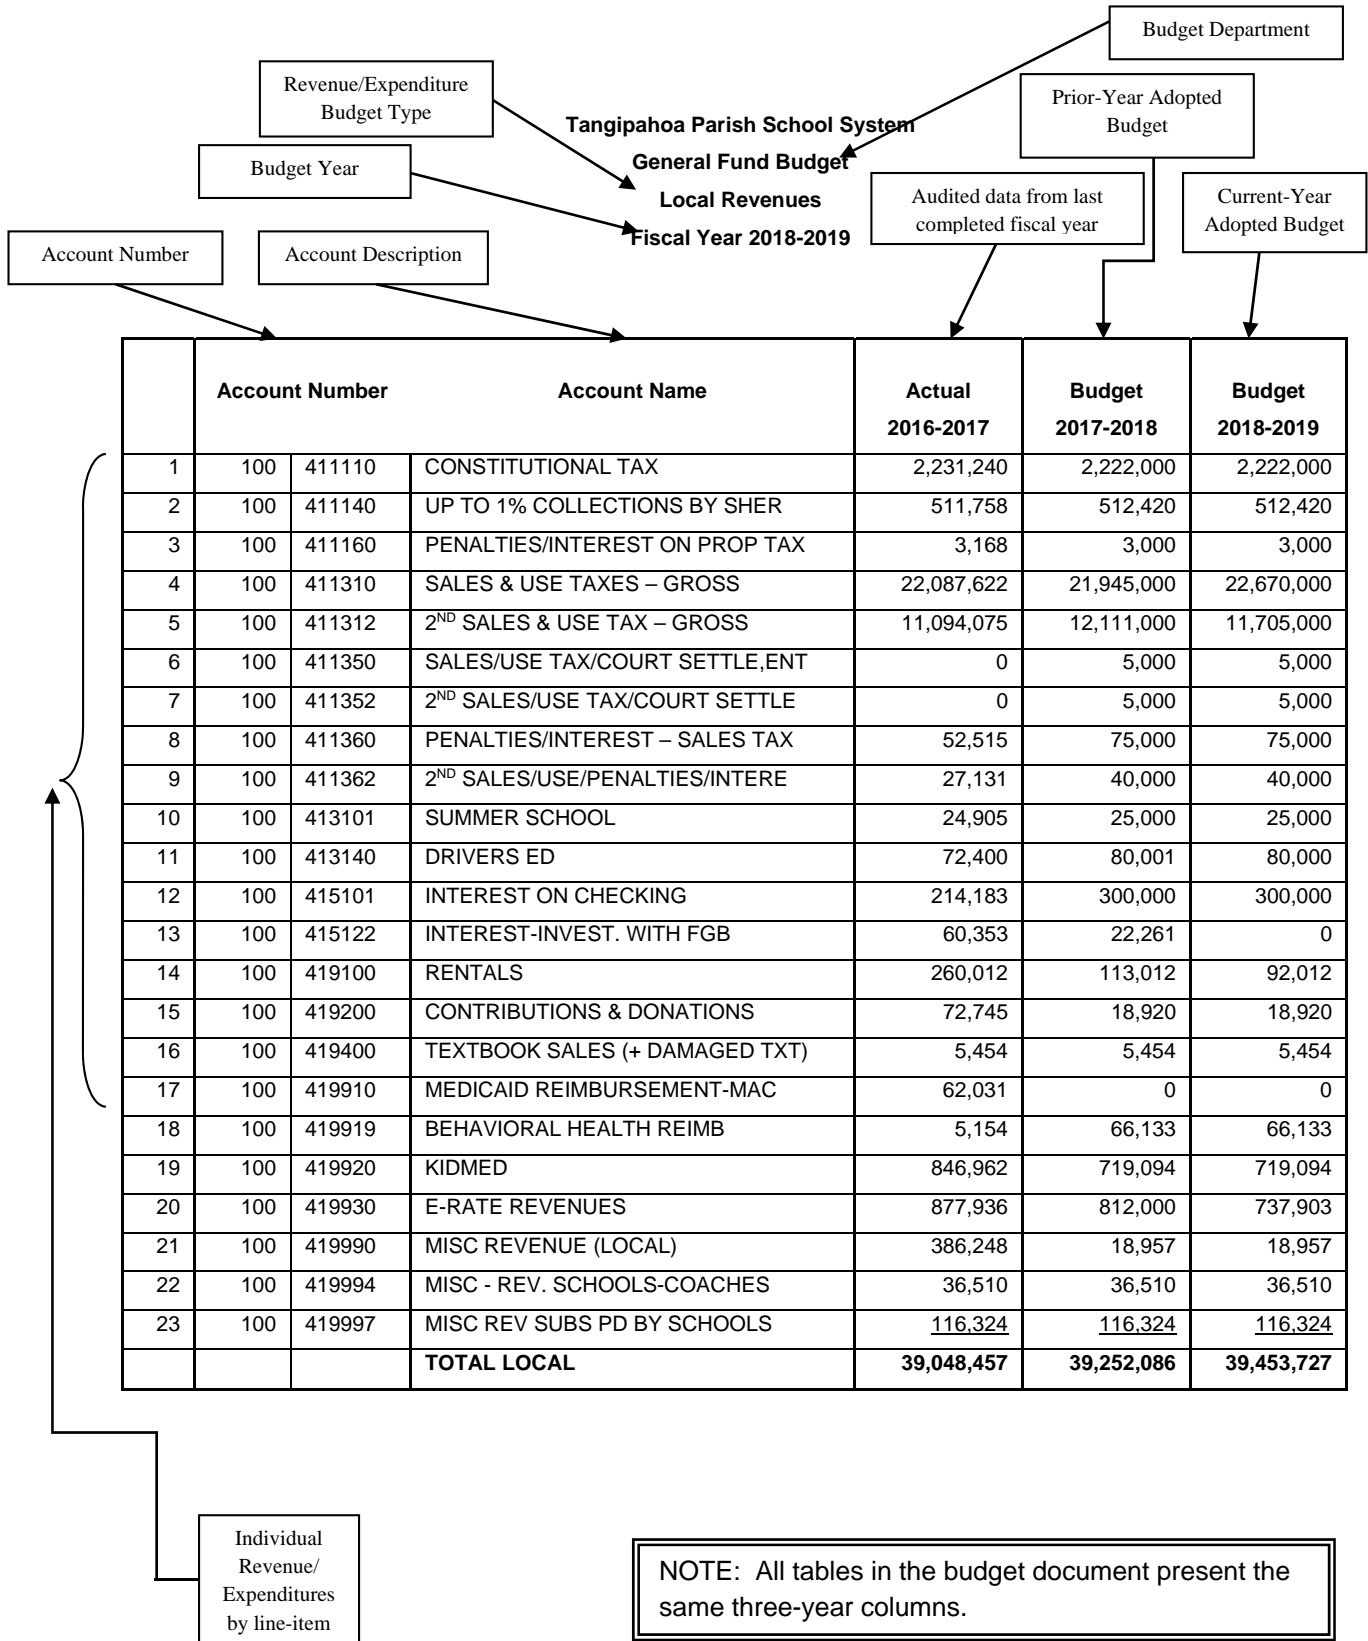 Budget Department
Revenue/Expenditure
Budget Type
Prior-Year Adopted
Budget
Tangipahoa Parish School System
General Fund Budget
Local Revenues
Fiscal Year 2018-2019
Budget Year
Audited data from last
completed fiscal year
Current-Year
Adopted Budget
Account Number
Account Description
Account Number Account Name Actual 2016-2017 Budget 2017-2018 Budget 2018-2019
1 100 411110 CONSTITUTIONAL TAX 2,231,240 2,222,000 2,222,000
2 100 411140 UP TO 1% COLLECTIONS BY SHER 511,758 512,420 512,420
3 100 411160 PENALTIES/INTEREST ON PROP TAX 3,168 3,000 3,000
4 100 411310 SALES & USE TAXES – GROSS 22,087,622 21,945,000 22,670,000
5 100 411312 2ND SALES & USE TAX – GROSS 11,094,075 12,111,000 11,705,000
6 100 411350 SALES/USE TAX/COURT SETTLE,ENT 0 5,000 5,000
7 100 411352 2ND SALES/USE TAX/COURT SETTLE 0 5,000 5,000
8 100 411360 PENALTIES/INTEREST – SALES TAX 52,515 75,000 75,000
9 100 411362 2ND SALES/USE/PENALTIES/INTERE 27,131 40,000 40,000
10 100 413101 SUMMER SCHOOL 24,905 25,000 25,000
11 100 413140 DRIVERS ED 72,400 80,001 80,000
12 100 415101 INTEREST ON CHECKING 214,183 300,000 300,000
13 100 415122 INTEREST-INVEST. WITH FGB 60,353 22,261 0
14 100 419100 RENTALS 260,012 113,012 92,012
15 100 419200 CONTRIBUTIONS & DONATIONS 72,745 18,920 18,920
16 100 419400 TEXTBOOK SALES (+ DAMAGED TXT) 5,454 5,454 5,454
17 100 419910 MEDICAID REIMBURSEMENT-MAC 62,031 0 0
18 100 419919 BEHAVIORAL HEALTH REIMB 5,154 66,133 66,133
19 100 419920 KIDMED 846,962 719,094 719,094
20 100 419930 E-RATE REVENUES 877,936 812,000 737,903
21 100 419990 MISC REVENUE (LOCAL) 386,248 18,957 18,957
22 100 419994 MISC - REV. SCHOOLS-COACHES 36,510 36,510 36,510
23 100 419997 MISC REV SUBS PD BY SCHOOLS 116,324 116,324 116,324
TOTAL LOCAL 39,048,457 39,252,086 39,453,727
Individual
Revenue/
Expenditures
by line-item
NOTE: All tables in the budget document present the
same three-year columns.